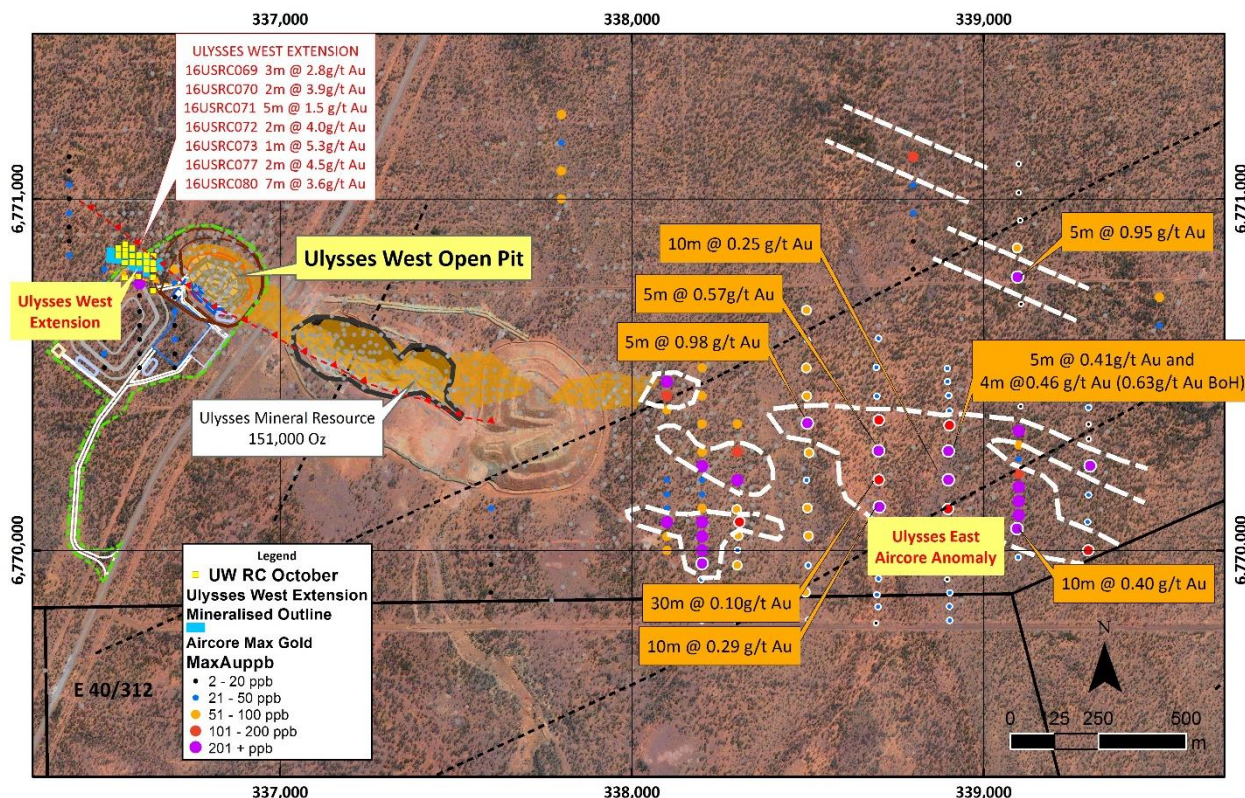 337,000
338,000
339,000
ULYSSES WEST EXTENSION
16USRC069 3m @ 2.8g/t Au
16USRC070 2m @ 3.9g/t Au
16USRC071 5m @ 1.5 g/t Au
16USRC072 2m @ 4.0g/t Au
16USRC073 1m @ 5.3g/t Au
16USRC077 2m @ 4.5g/t Au
16USRC080 7m @ 3.6g/t Au
6,771,000
6,771,000
10m @ 0.25 g/t Au
5m @ 0.95 g/t Au
Ulysses West Open Pit
5m @ 0.57g/t Au
Ulysses West
Extension
5m @ 0.98 g/t Au
5m @ 0.41g/t Au and
4m @0.46 g/t Au (0.63g/t Au BoH)
Ulysses Mineral Resource
151,000 Oz
6,770,000
6,770,000
Ulysses East
Aircore Anomaly
10m @ 0.40 g/t Au
30m @ 0.10g/t Au
10m @ 0.29 g/t Au
Legend
UW RC October
Ulysses West Extension
Mineralised Outline
Aircore Max Gold
MaxAuppb
2 - 20 ppb
21 - 50 ppb
51 - 100 ppb
101 - 200 ppb
201 + ppb
E 40/312
N
0 125 250 500
m
337,000
338,000
339,000